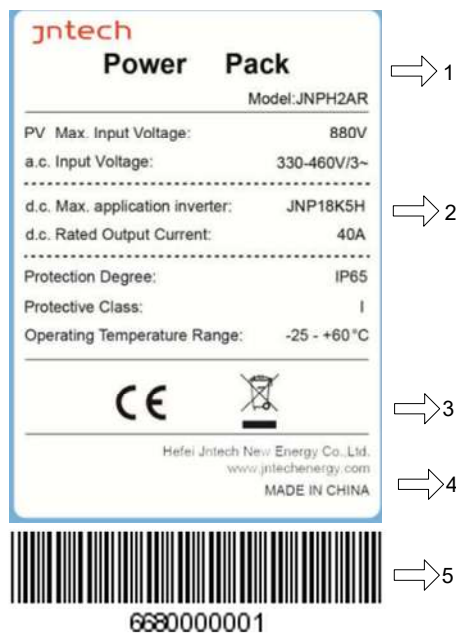 Jntech
Power Pack
1
Model:JNPH2AR
PV Max. Input Voltage: 880V
a.c. Input Voltage: 330-460V/3~
d.c. Max. application inverter: JNP18K5H
2
d.c. Rated Output Current: 40A
Protection Degree: IP65
Protective Class: I
Operating Temperature Range: -25 - +60°C
CE
3
Hefei Jntech New Energy Co.,Ltd.
www.jntechenergy.com
MADE IN CHINA
4
5
6680000001